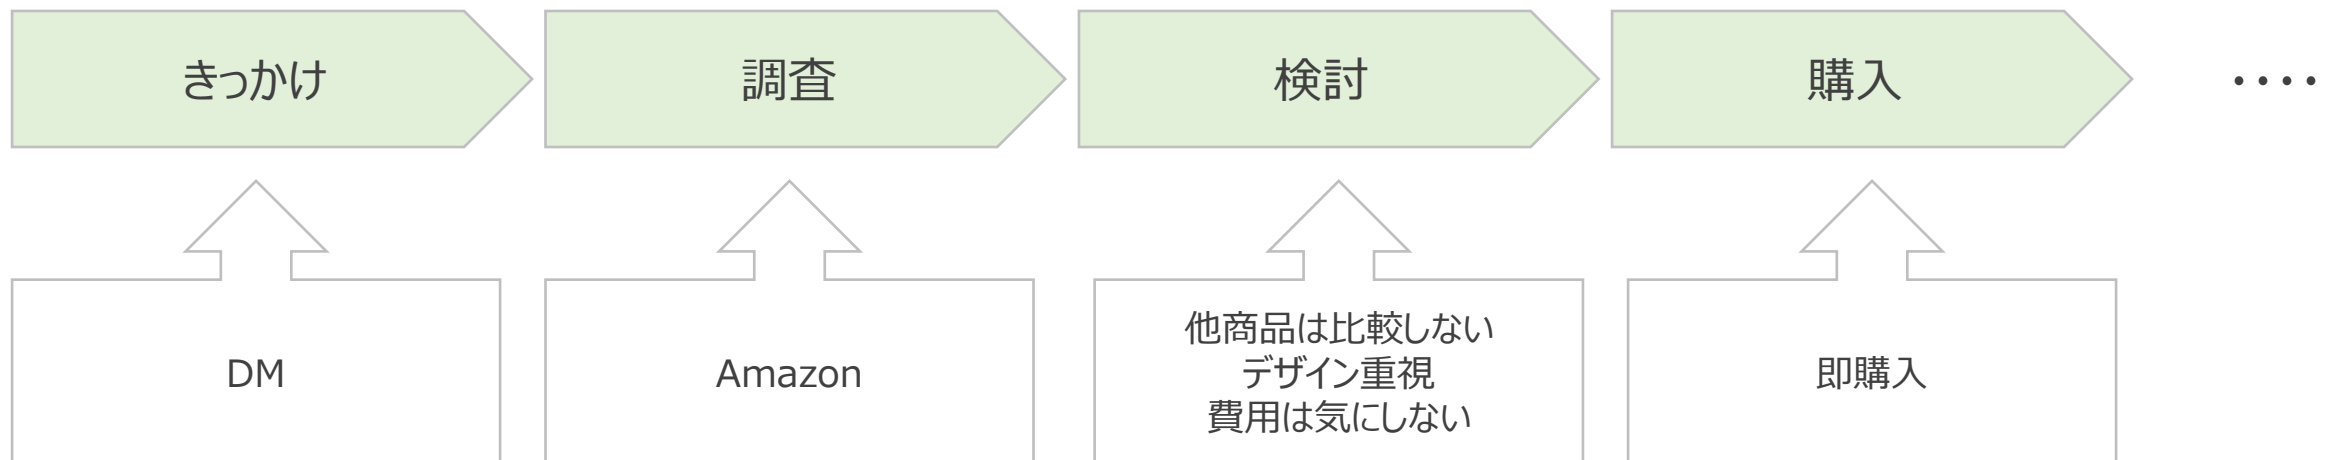 きっかけ
調査
検討
購入
・・・・
DM
Amazon
他商品は比較しない
デザイン重視
費用は気にしない
即購入